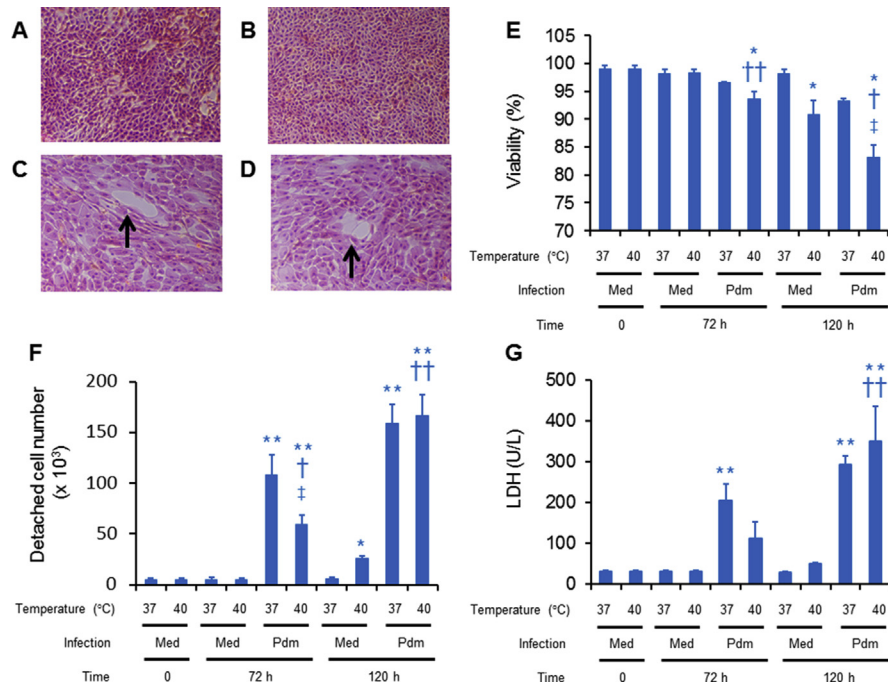 A
B
C
D
E
Viability (%)
100
95
90
85
80
75
70
*
††
*
*
†
‡
Temperature (°C) 37 40 37 40 37 40 37 40 37 40
Infection Med Med Pdm Med Pdm
Time 0 72 h 120 h
F
Detached cell number
(x 10³)
200
150
100
50
0
**
**
†
‡
*
**
**
††
Temperature (°C) 37 40 37 40 37 40 37 40 37 40
Infection Med Med Pdm Med Pdm
Time 0 72 h 120 h
G
LDH (U/L)
500
400
300
200
100
0
**
**
**
††
Temperature (°C) 37 40 37 40 37 40 37 40 37 40
Infection Med Med Pdm Med Pdm
Time 0 72 h 120 h